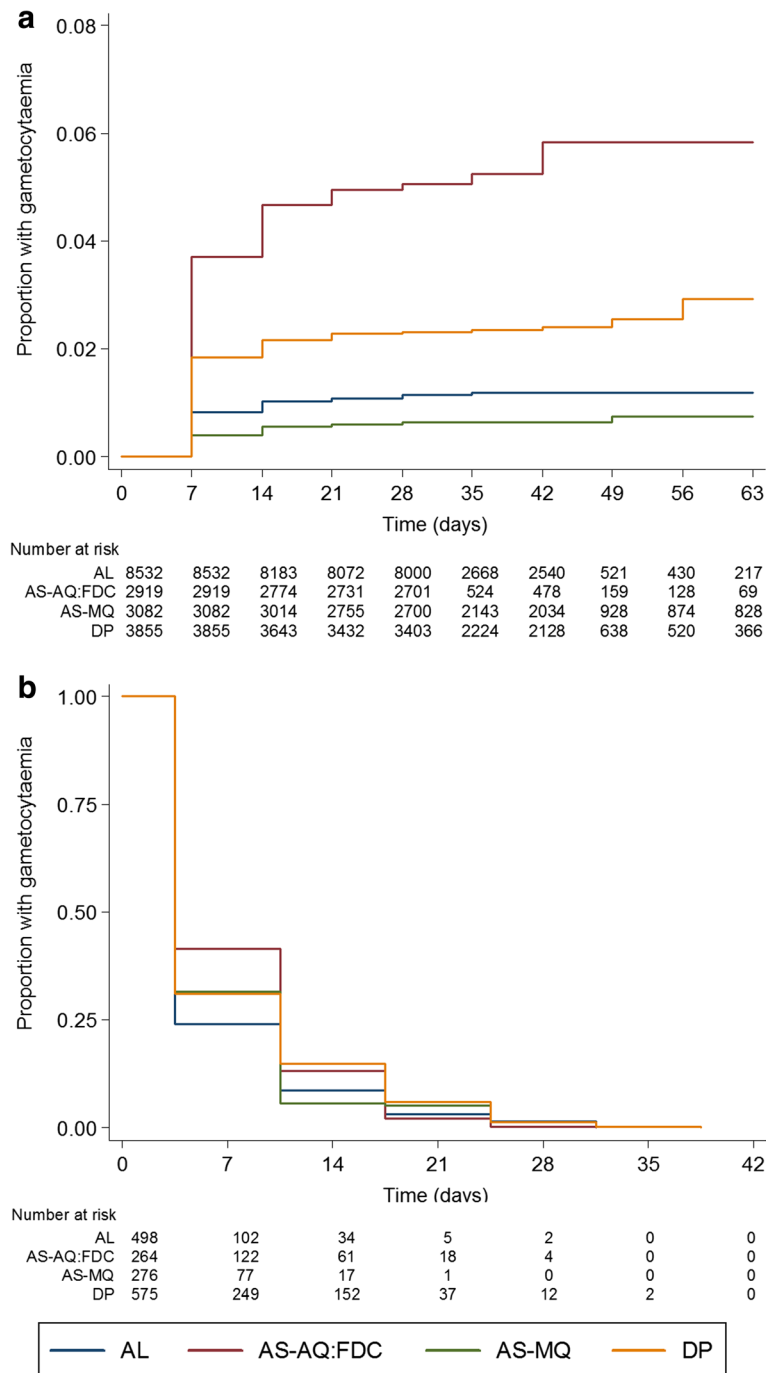 a
0.08
0.06
0.04
0.02
0.00
Proportion with gametocytaemia
0 7 14 21 28 35 42 49 56 63
Time (days)
Number at risk
AL 8532 8532 8183 8072 8000 2668 2540 521 430 217
AS-AQ:FDC 2919 2919 2774 2731 2701 524 478 159 128 69
AS-MQ 3082 3082 3014 2755 2700 2143 2034 928 874 828
DP 3855 3855 3643 3432 3403 2224 2128 638 520 366
b
1.00
0.75
0.50
0.25
0.00
Proportion with gametocytaemia
0 7 14 21 28 35 42
Time (days)
Number at risk
AL 498 102 34 5 2 0 0
AS-AQ:FDC 264 122 61 18 4 0 0
AS-MQ 276 77 17 1 0 0 0
DP 575 249 152 37 12 2 0
AL AS-AQ:FDC AS-MQ DP